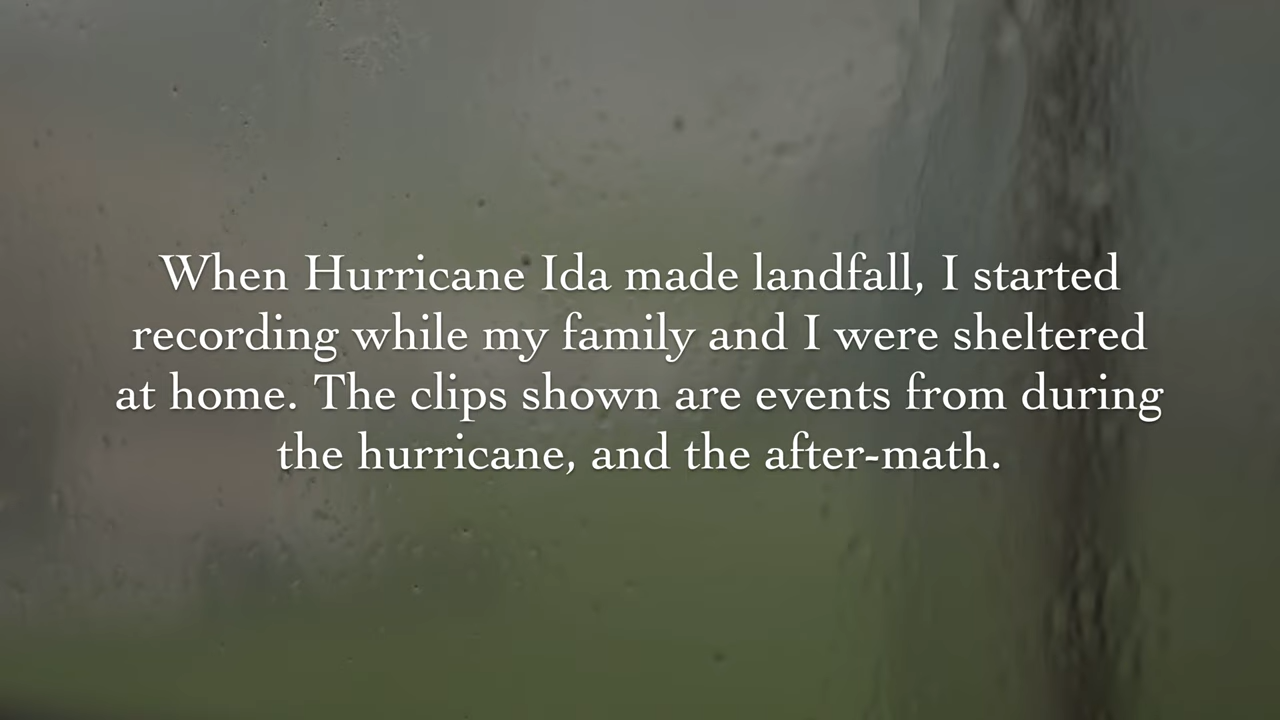 When Hurricane Ida made landfall, I started
recording while my family and I were sheltered
at home. The clips shown are events from during
the hurricane, and the after-math.